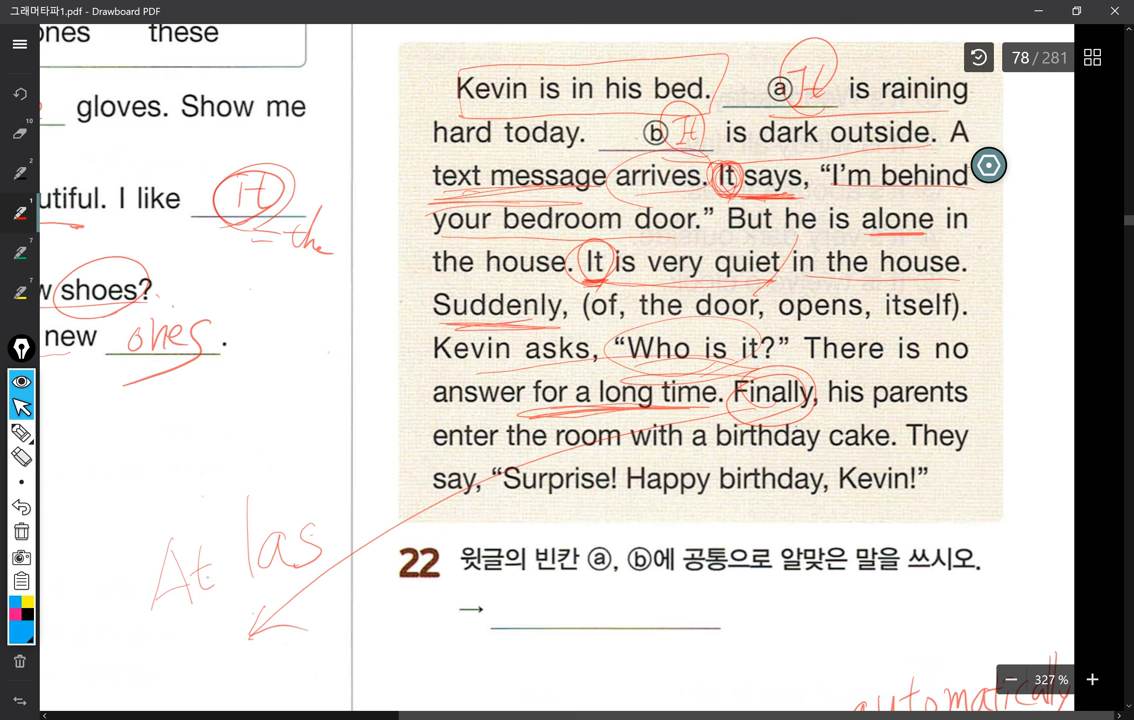 그래머타파1.pdf - Drawboard PDF
ones these
gloves. Show me
utiful. I like It
the
w shoes?
new ones .
At las
78 / 281
Kevin is in his bed. ⓐ It is raining
hard today. ⓑ It is dark outside. A
text message arrives. It says, “I’m behind
your bedroom door.” But he is alone in
the house. It is very quiet in the house.
Suddenly, (of, the door, opens, itself).
Kevin asks, “Who is it?” There is no
answer for a long time. Finally, his parents
enter the room with a birthday cake. They
say, “Surprise! Happy birthday, Kevin!”
22 윗글의 빈칸 ⓐ, ⓑ에 공통으로 알맞은 말을 쓰시오.
→
automatically
327 %
10
2
1
7
7